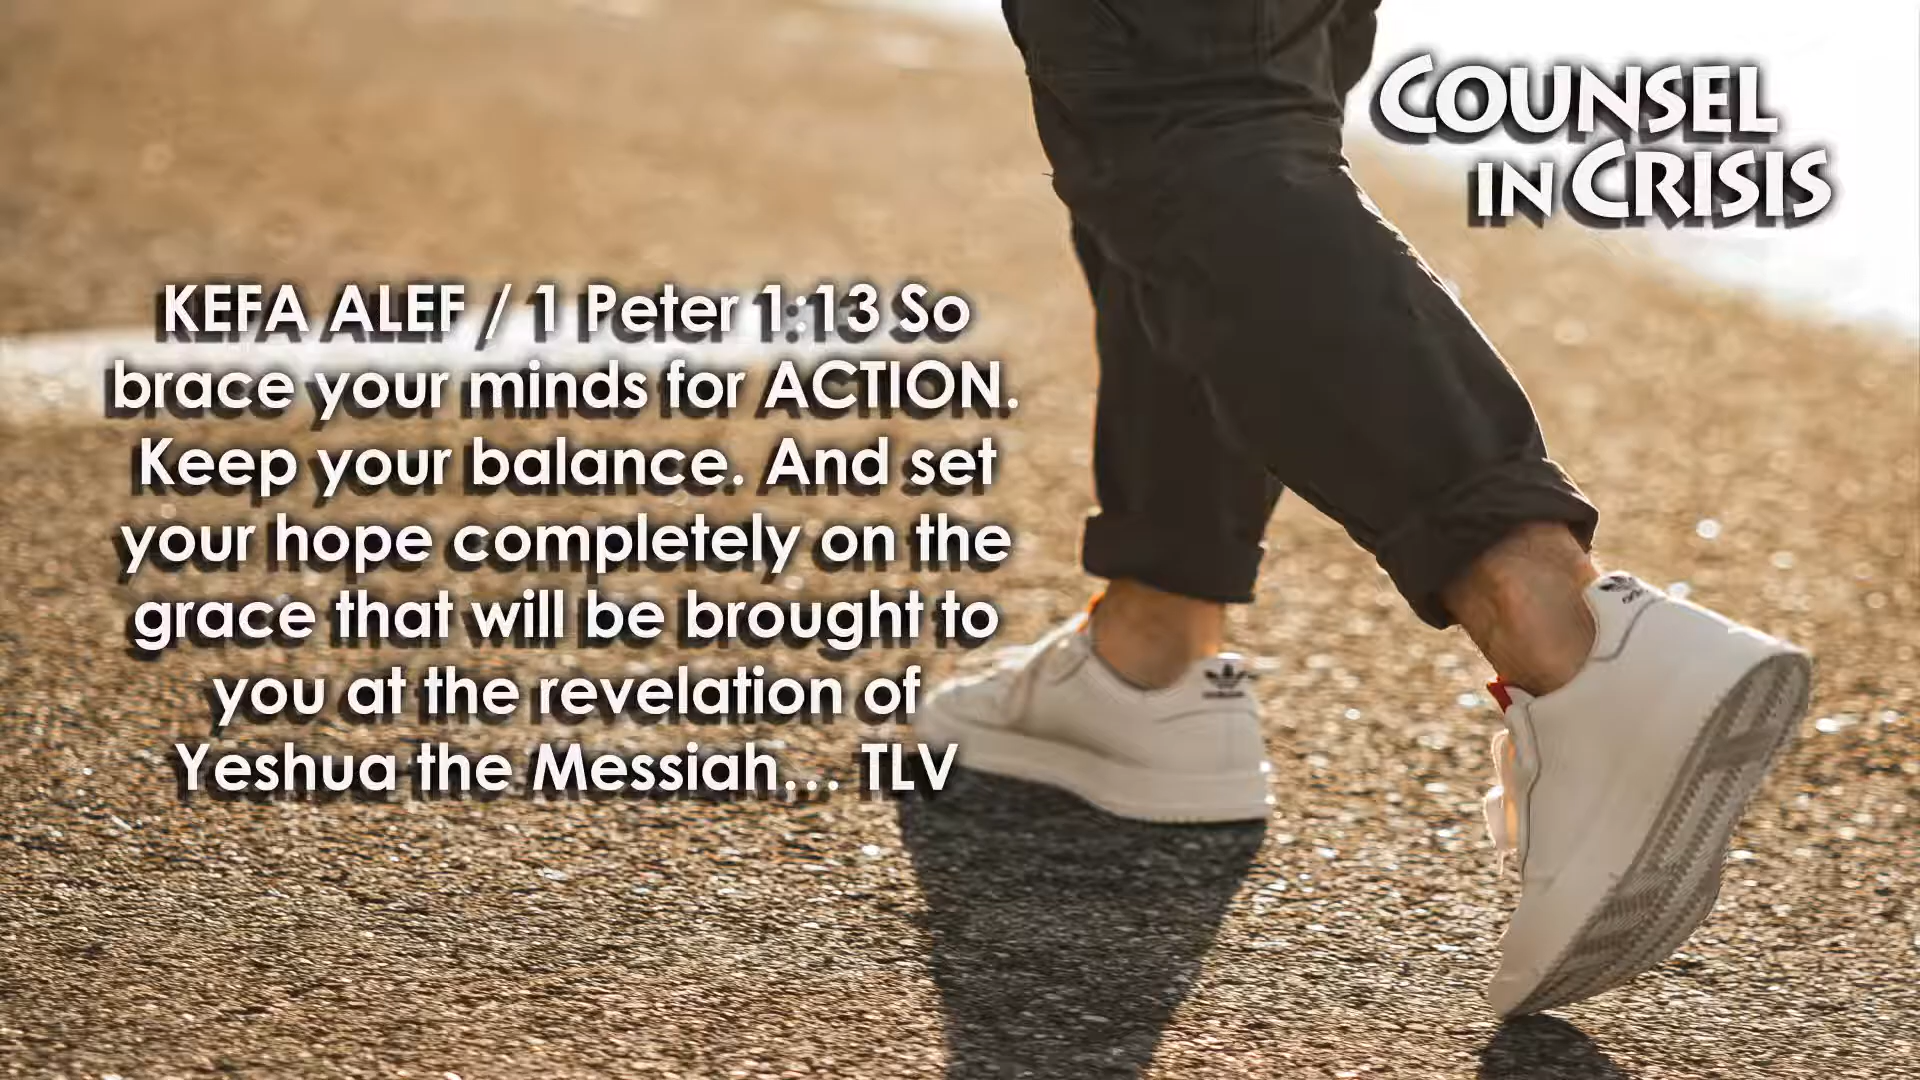 COUNSEL
IN CRISIS
KEFA ALEF / 1 Peter 1:13 So
brace your minds for ACTION.
Keep your balance. And set
your hope completely on the
grace that will be brought to
you at the revelation of
Yeshua the Messiah... TLV